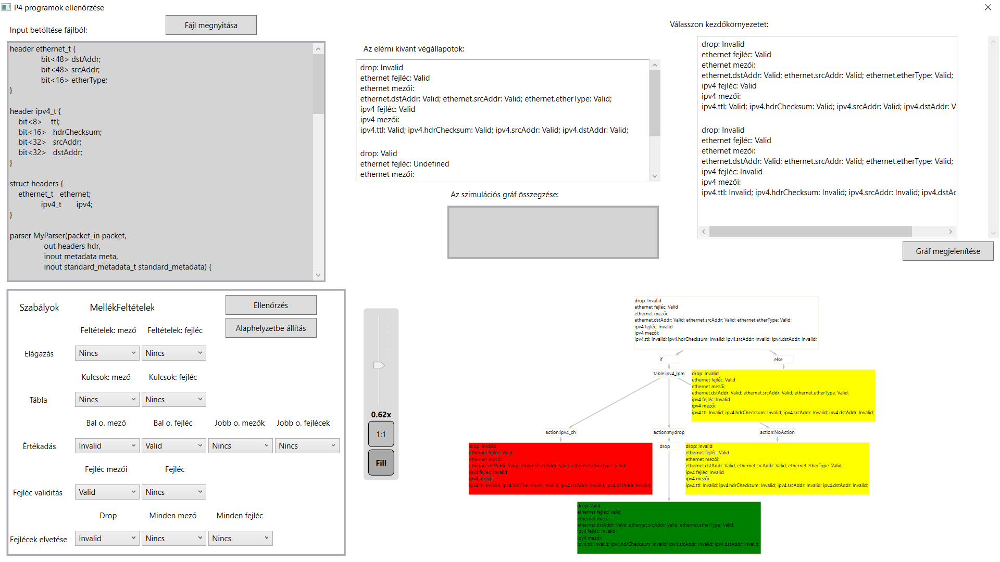 P4 programok ellenőrzése
Input betöltése fájlból:
Fájl megnyitása
header ethernet_t {
bit<48> dstAddr;
bit<48> srcAddr;
bit<16> etherType;
}
header ipv4_t {
bit<8> ttl;
bit<16> hdrChecksum;
bit<32> srcAddr;
bit<32> dstAddr;
}
struct headers {
ethernet_t ethernet;
ipv4_t ipv4;
}
parser MyParser(packet_in packet,
out headers hdr,
inout metadata meta,
inout standard_metadata_t standard_metadata) {
Az elérni kívánt végállapotok:
drop: Invalid
ethernet fejléc: Valid
ethernet mezői:
ethernet.dstAddr: Valid; ethernet.srcAddr: Valid; ethernet.etherType: Valid;
ipv4 fejléc: Valid
ipv4 mezői:
ipv4.ttl: Valid; ipv4.hdrChecksum: Valid; ipv4.srcAddr: Valid; ipv4.dstAddr: Valid;
drop: Valid
ethernet fejléc: Undefined
ethernet mezői:
Az szimulációs gráf összegzése:
Válasszon kezdőkörnyezetet:
drop: Invalid
ethernet fejléc: Valid
ethernet mezői:
ethernet.dstAddr: Valid; ethernet.srcAddr: Valid; ethernet.etherType: Valid;
ipv4 fejléc: Valid
ipv4 mezői:
ipv4.ttl: Valid; ipv4.hdrChecksum: Valid; ipv4.srcAddr: Valid; ipv4.dstAddr: V
drop: Invalid
ethernet fejléc: Valid
ethernet mezői:
ethernet.dstAddr: Valid; ethernet.srcAddr: Valid; ethernet.etherType: Valid;
ipv4 fejléc: Invalid
ipv4 mezői:
ipv4.ttl: Invalid; ipv4.hdrChecksum: Invalid; ipv4.srcAddr: Invalid; ipv4.dstAc
Gráf megjelenítése
Szabályok MellékFeltételek
Ellenőrzés
Alaphelyzetbe állítás
Feltételek: mező Feltételek: fejléc
Elágazás Nincs Nincs
Kulcsok: mező Kulcsok: fejléc
Tábla Nincs Nincs
Bal o. mező Bal o. fejléc Jobb o. mezők Jobb o. fejlécek
Értékadás Invalid Valid Nincs Nincs
Fejléc mezői Fejléc
Fejléc validitás Valid Nincs
Drop Minden mező Minden fejléc
Fejlécek elvetése Invalid Nincs Nincs
0.62x
1:1
Fill
drop: Invalid
ethernet fejléc: Valid
ethernet mezői:
ethernet.dstAddr: Valid; ethernet.srcAddr: Valid; ethernet.etherType: Valid;
ipv4 fejléc: Invalid
ipv4 mezői:
ipv4.ttl: Invalid; ipv4.hdrChecksum: Invalid; ipv4.srcAddr: Invalid; ipv4.dstAddr: Invalid;
if
else
table:ipv4_lpm
drop: Invalid
ethernet fejléc: Valid
ethernet mezői:
ethernet.dstAddr: Valid; ethernet.srcAddr: Valid; ethernet.etherType: Valid;
ipv4 fejléc: Invalid
ipv4 mezői:
ipv4.ttl: Invalid; ipv4.hdrChecksum: Invalid; ipv4.srcAddr: Invalid; ipv4.dstAddr: Invalid;
action:ipv4_ch
action:mydrop
action:NoAction
drop: Invalid
ethernet fejléc: Valid
ethernet mezői:
ethernet.dstAddr: Valid; ethernet.srcAddr: Valid; ethernet.etherType: Valid;
ipv4 fejléc: Invalid
ipv4 mezői:
ipv4.ttl: Invalid; ipv4.hdrChecksum: Invalid; ipv4.srcAddr: Invalid; ipv4.dstAddr: Invalid;
drop
drop: Invalid
ethernet fejléc: Valid
ethernet mezői:
ethernet.dstAddr: Valid; ethernet.srcAddr: Valid; ethernet.etherType: Valid;
ipv4 fejléc: Invalid
ipv4 mezői:
ipv4.ttl: Invalid; ipv4.hdrChecksum: Invalid; ipv4.srcAddr: Invalid; ipv4.dstAddr: Invalid;
drop: Valid
ethernet fejléc: Valid
ethernet mezői:
ethernet.dstAddr: Valid; ethernet.srcAddr: Valid; ethernet.etherType: Valid;
ipv4 fejléc: Invalid
ipv4 mezői:
ipv4.ttl: Invalid; ipv4.hdrChecksum: Invalid; ipv4.srcAddr: Invalid; ipv4.dstAddr: Invalid;